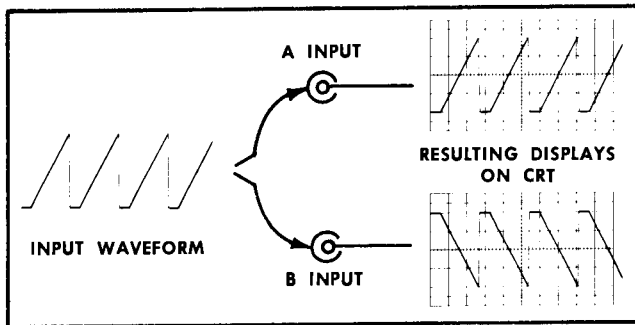 A INPUT
INPUT WAVEFORM
RESULTING DISPLAYS
ON CRT
B INPUT